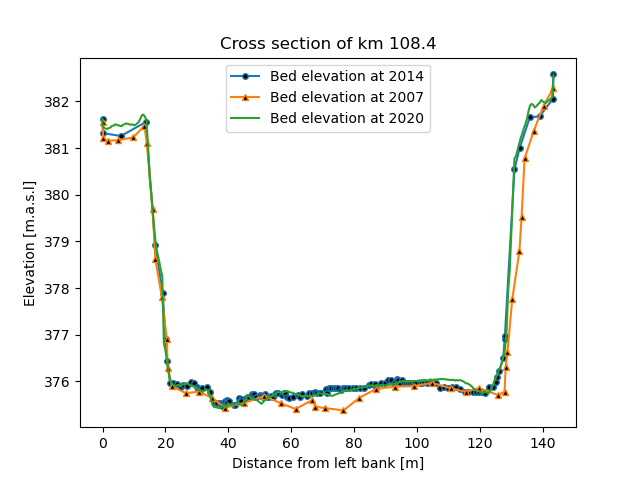 Cross section of km 108.4
Bed elevation at 2014
Bed elevation at 2007
Bed elevation at 2020
Elevation [m.a.s.l]
382
381
380
379
378
377
376
0 20 40 60 80 100 120 140
Distance from left bank [m]